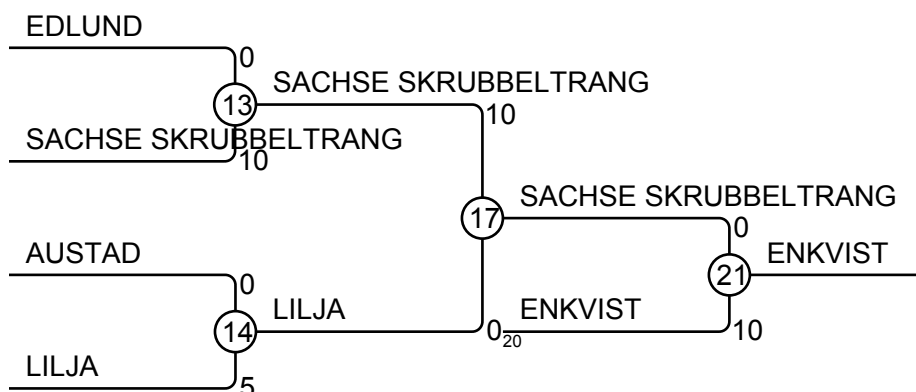 EDLUND
0
13
SACHSE SKRUBBELTRANG
10
SACHSE SKRUBBELTRANG
10
17
SACHSE SKRUBBELTRANG
0
AUSTAD
0
21
ENKVIST
14
LILJA
0
20
ENKVIST
10
LILJA
5